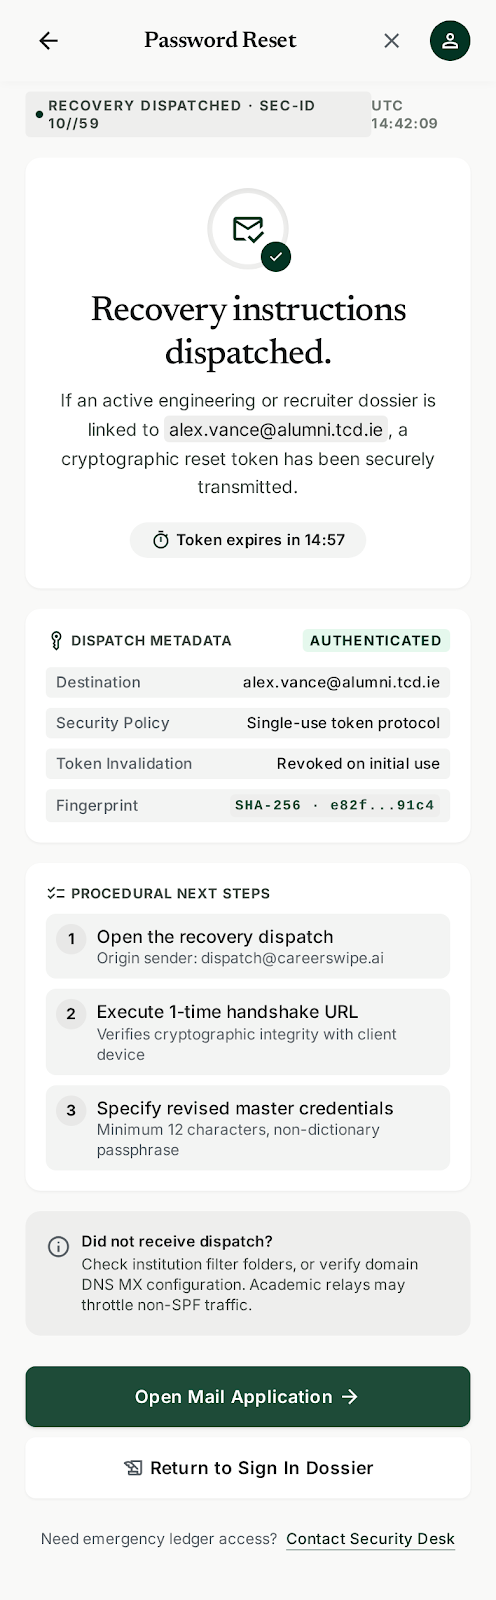 Password Reset
RECOVERY DISPATCHED · SEC-ID
10//59
UTC
14:42:09
Recovery instructions
dispatched.
If an active engineering or recruiter dossier is
linked to alex.vance@alumni.tcd.ie , a
cryptographic reset token has been securely
transmitted.
Token expires in 14:57
DISPATCH METADATA
AUTHENTICATED
Destination
alex.vance@alumni.tcd.ie
Security Policy
Single-use token protocol
Token Invalidation
Revoked on initial use
Fingerprint
SHA-256 · e82f...91c4
PROCEDURAL NEXT STEPS
1
Open the recovery dispatch
Origin sender: dispatch@careerswipe.ai
2
Execute 1-time handshake URL
Verifies cryptographic integrity with client
device
3
Specify revised master credentials
Minimum 12 characters, non-dictionary
passphrase
Did not receive dispatch?
Check institution filter folders, or verify domain
DNS MX configuration. Academic relays may
throttle non-SPF traffic.
Open Mail Application →
Return to Sign In Dossier
Need emergency ledger access? Contact Security Desk